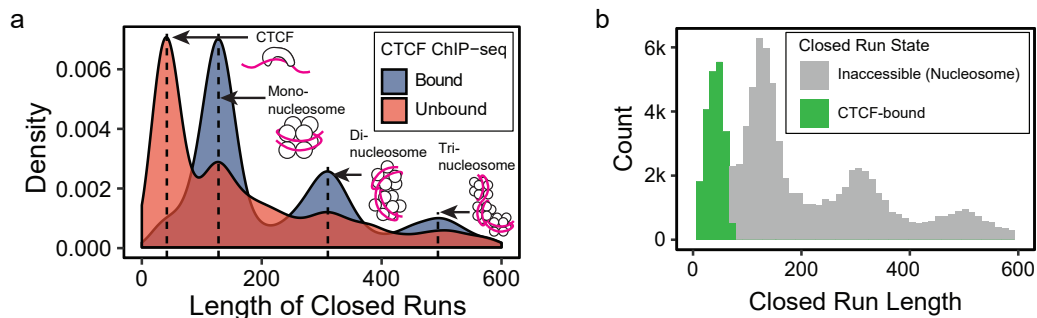 a
CTCF
Mono-
nucleosome
Di-
nucleosome
Tri-
nucleosome
CTCF ChIP−seq
Bound
Unbound
Density
0.006
0.004
0.002
0.000
0
200
400
600
Length of Closed Runs
b
Closed Run State
Inaccessible (Nucleosome)
CTCF-bound
Count
6k
4k
2k
0
0
200
400
600
Closed Run Length